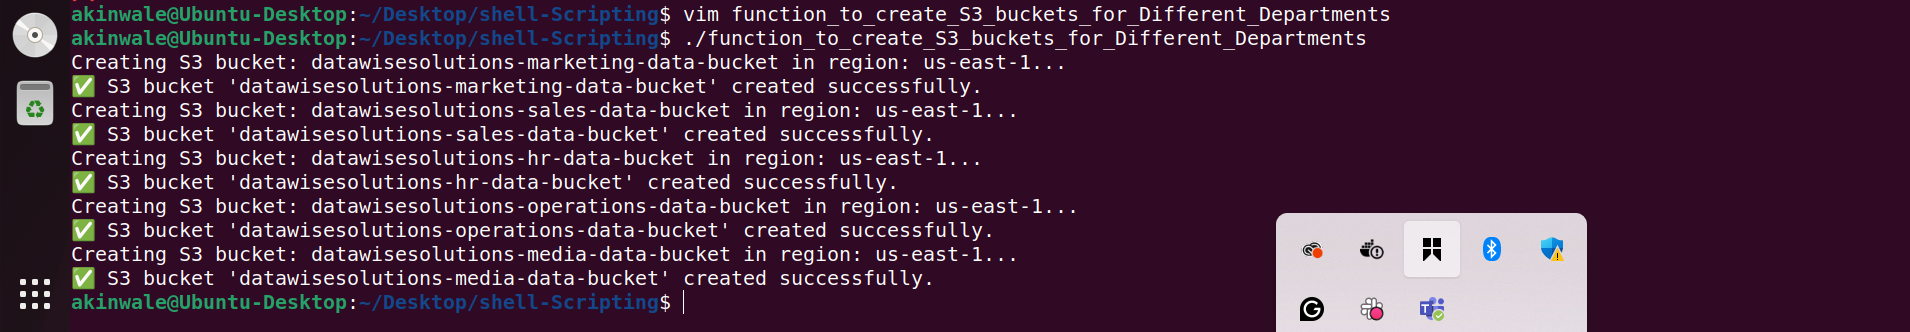 akinwale@Ubuntu-Desktop:~/Desktop/shell-Scripting$ vim function_to_create_S3_buckets_for_Different_Departments
akinwale@Ubuntu-Desktop:~/Desktop/shell-Scripting$ ./function_to_create_S3_buckets_for_Different_Departments
Creating S3 bucket: datawisesolutions-marketing-data-bucket in region: us-east-1...
✅ S3 bucket 'datawisesolutions-marketing-data-bucket' created successfully.
Creating S3 bucket: datawisesolutions-sales-data-bucket in region: us-east-1...
✅ S3 bucket 'datawisesolutions-sales-data-bucket' created successfully.
Creating S3 bucket: datawisesolutions-hr-data-bucket in region: us-east-1...
✅ S3 bucket 'datawisesolutions-hr-data-bucket' created successfully.
Creating S3 bucket: datawisesolutions-operations-data-bucket in region: us-east-1...
✅ S3 bucket 'datawisesolutions-operations-data-bucket' created successfully.
Creating S3 bucket: datawisesolutions-media-data-bucket in region: us-east-1...
✅ S3 bucket 'datawisesolutions-media-data-bucket' created successfully.
akinwale@Ubuntu-Desktop:~/Desktop/shell-Scripting$